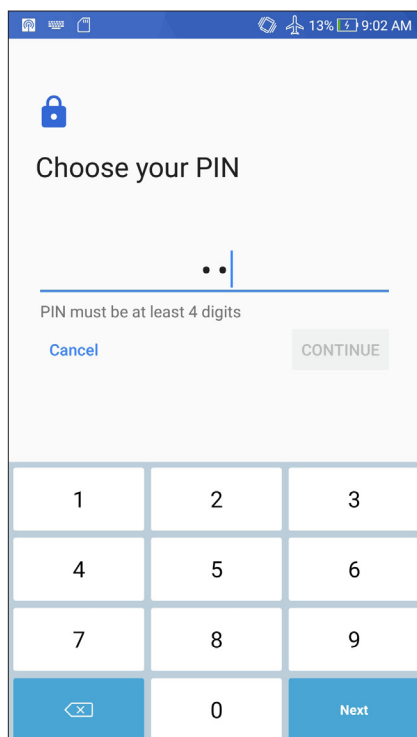 13% 9:02 AM
Choose your PIN
••
PIN must be at least 4 digits
Cancel CONTINUE
1 2 3
4 5 6
7 8 9
0 Next